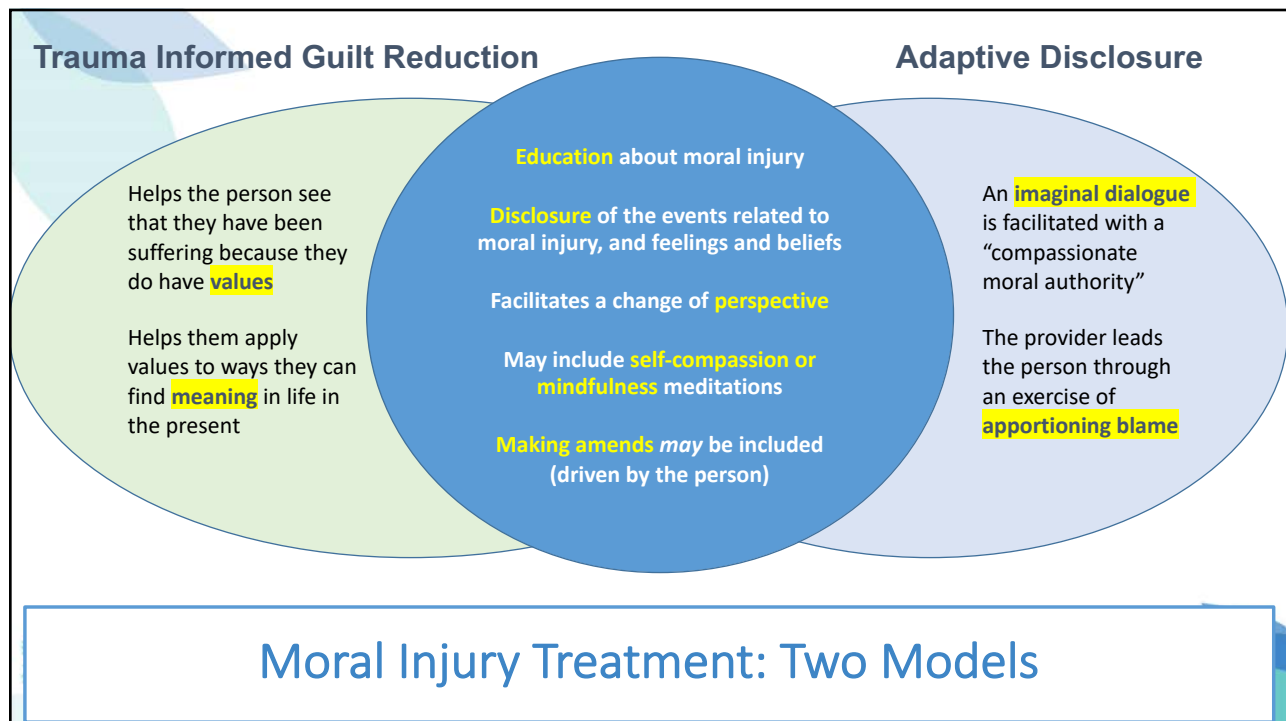 Trauma Informed Guilt Reduction
Adaptive Disclosure
Helps the person see
that they have been
suffering because they
do have values
Helps them apply
values to ways they can
find meaning in life in
the present
Education about moral injury
Disclosure of the events related to
moral injury, and feelings and beliefs
Facilitates a change of perspective
May include self-compassion or
mindfulness meditations
Making amends may be included
(driven by the person)
An imaginal dialogue
is facilitated with a
“compassionate
moral authority”
The provider leads
the person through
an exercise of
apportioning blame
Moral Injury Treatment: Two Models